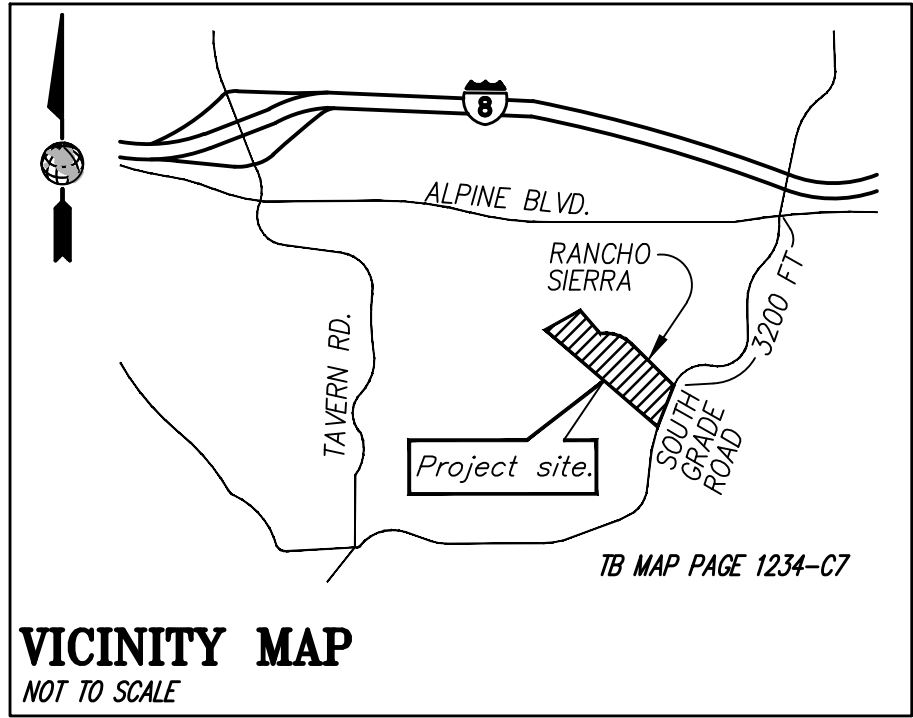 8
ALPINE BLVD.
RANCHO
SIERRA
3200 FT
TAVERN RD.
SOUTH
GRADE
ROAD
Project site.
TB MAP PAGE 1234-C7
VICINITY MAP
NOT TO SCALE